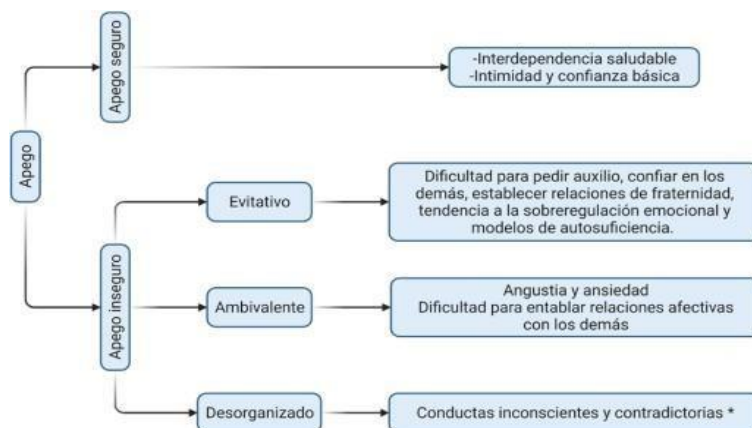 Apego
Apego seguro
-Interdependencia saludable
-Intimidad y confianza básica
Apego inseguro
Evitativo
Dificultad para pedir auxilio, confiar en los
demás, establecer relaciones de fraternidad,
tendencia a la sobreregulación emocional y
modelos de autosuficiencia.
Ambivalente
Angustia y ansiedad
Dificultad para entablar relaciones afectivas
con los demás
Desorganizado
Conductas inconscientes y contradictorias *